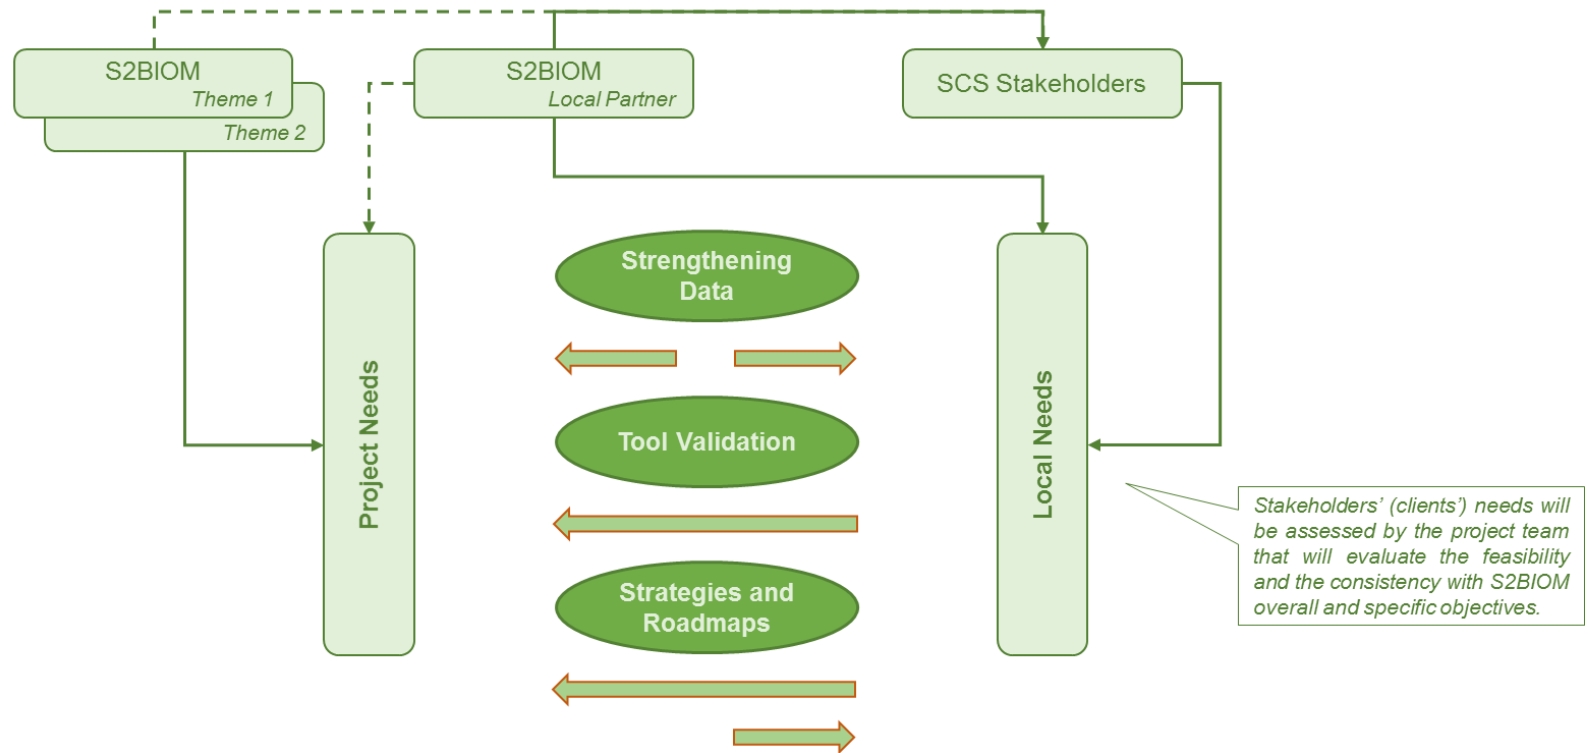 S2BIOM
Theme 1
Theme 2
S2BIOM
Local Partner
SCS Stakeholders
Project Needs
Strengthening
Data
Tool Validation
Strategies and
Roadmaps
Local Needs
Stakeholders’ (clients’) needs will
be assessed by the project team
that will evaluate the feasibility
and the consistency with S2BIOM
overall and specific objectives.